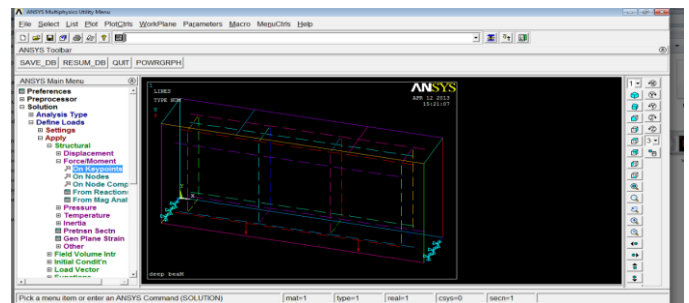 ANSYS Multiphysics Utility Menu
File Select List Plot PlotCtrls WorkPlane Parameters Macro MenuCtrls Help
ANSYS Toolbar
SAVE_DB RESUM_DB QUIT POWRGRPH
ANSYS Main Menu
Preferences
Preprocessor
Solution
Analysis Type
Define Loads
Settings
Apply
Structural
Displacement
Force/Moment
On Keypoints
On Nodes
On Node Comp
From Reaction
From Mag Anal
Pressure
Temperature
Inertia
Pretnsn Sectn
Gen Plane Strain
Other
Field Volume Intr
Initial Condit'n
Load Vector
Functions
1
LINES
TYPE NUM
ANSYS
APR 12 2013
15:21:07
deep beaM
1
3
Pick a menu item or enter an ANSYS Command (SOLUTION) mat=1 type=1 real=1 csys=0 secn=1